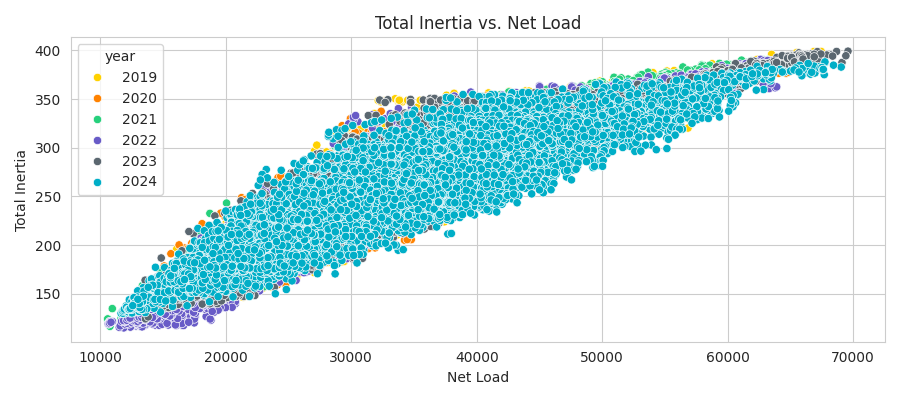 Total Inertia vs. Net Load
year
2019
2020
2021
2022
2023
2024
Total Inertia
400
350
300
250
200
150
10000 20000 30000 40000 50000 60000 70000
Net Load